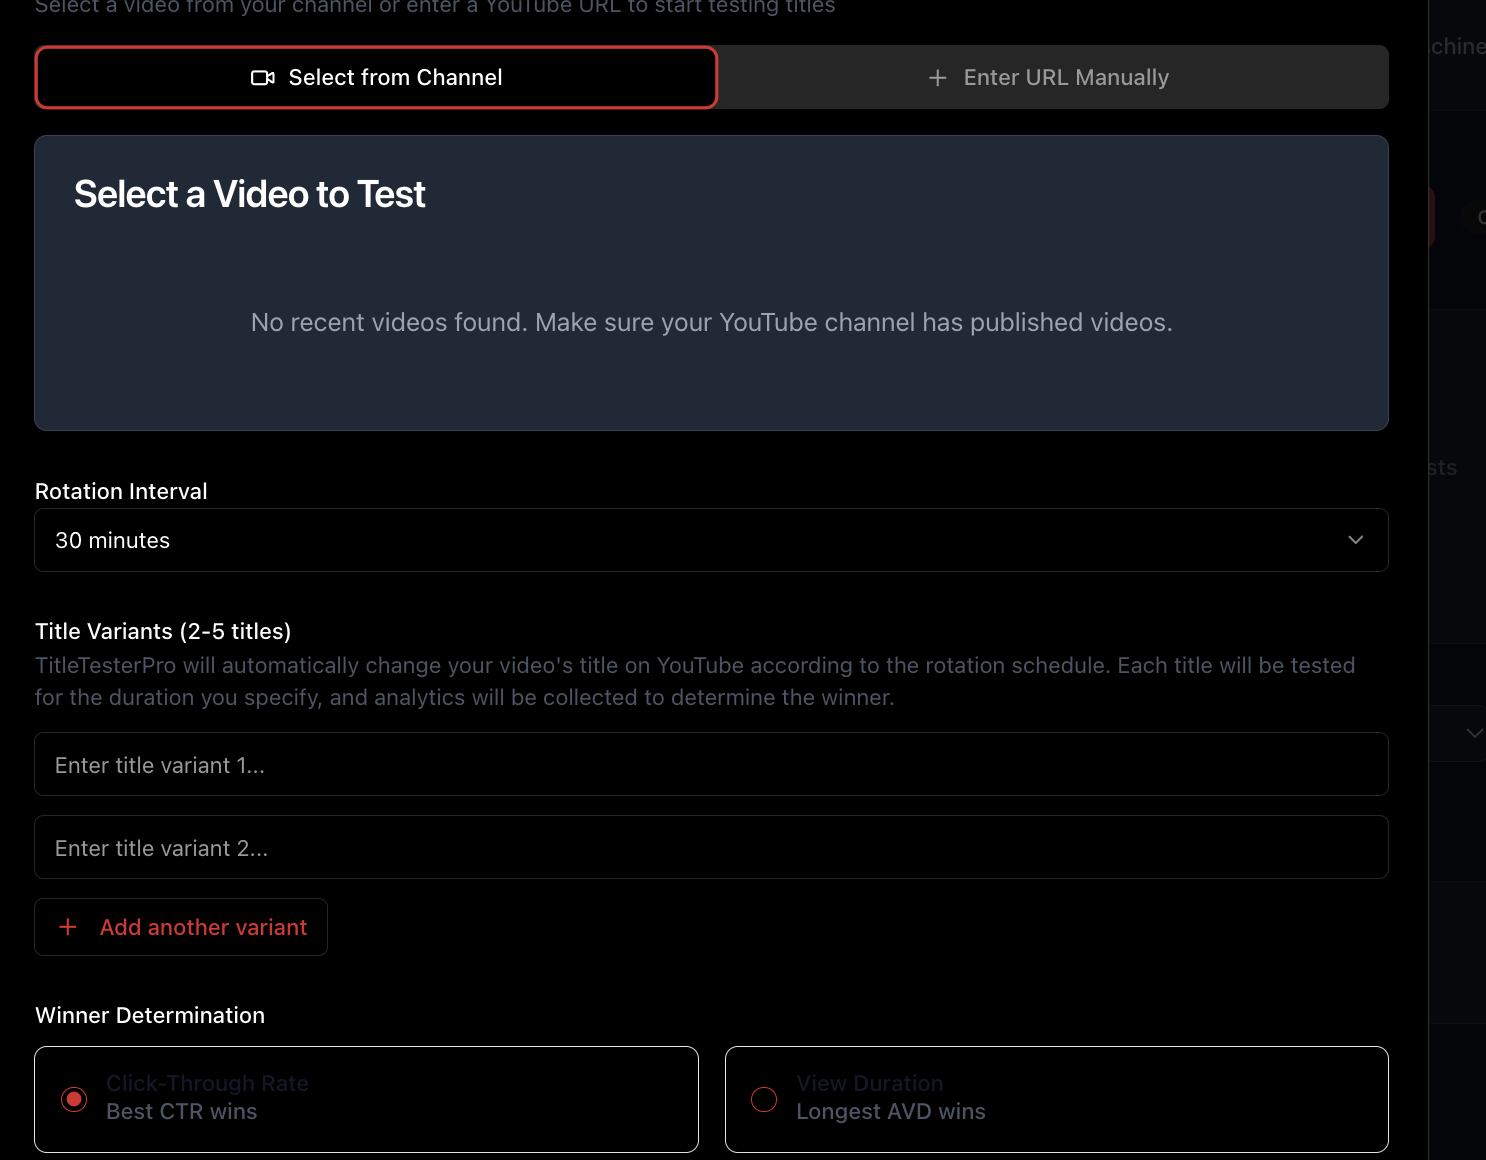 Select a video from your channel or enter a YouTube URL to start testing titles
Select from Channel
Enter URL Manually
Select a Video to Test
No recent videos found. Make sure your YouTube channel has published videos.
Rotation Interval
30 minutes
Title Variants (2-5 titles)
TitleTesterPro will automatically change your video's title on YouTube according to the rotation schedule. Each title will be tested
for the duration you specify, and analytics will be collected to determine the winner.
Enter title variant 1...
Enter title variant 2...
Add another variant
Winner Determination
Click-Through Rate
Best CTR wins
View Duration
Longest AVD wins